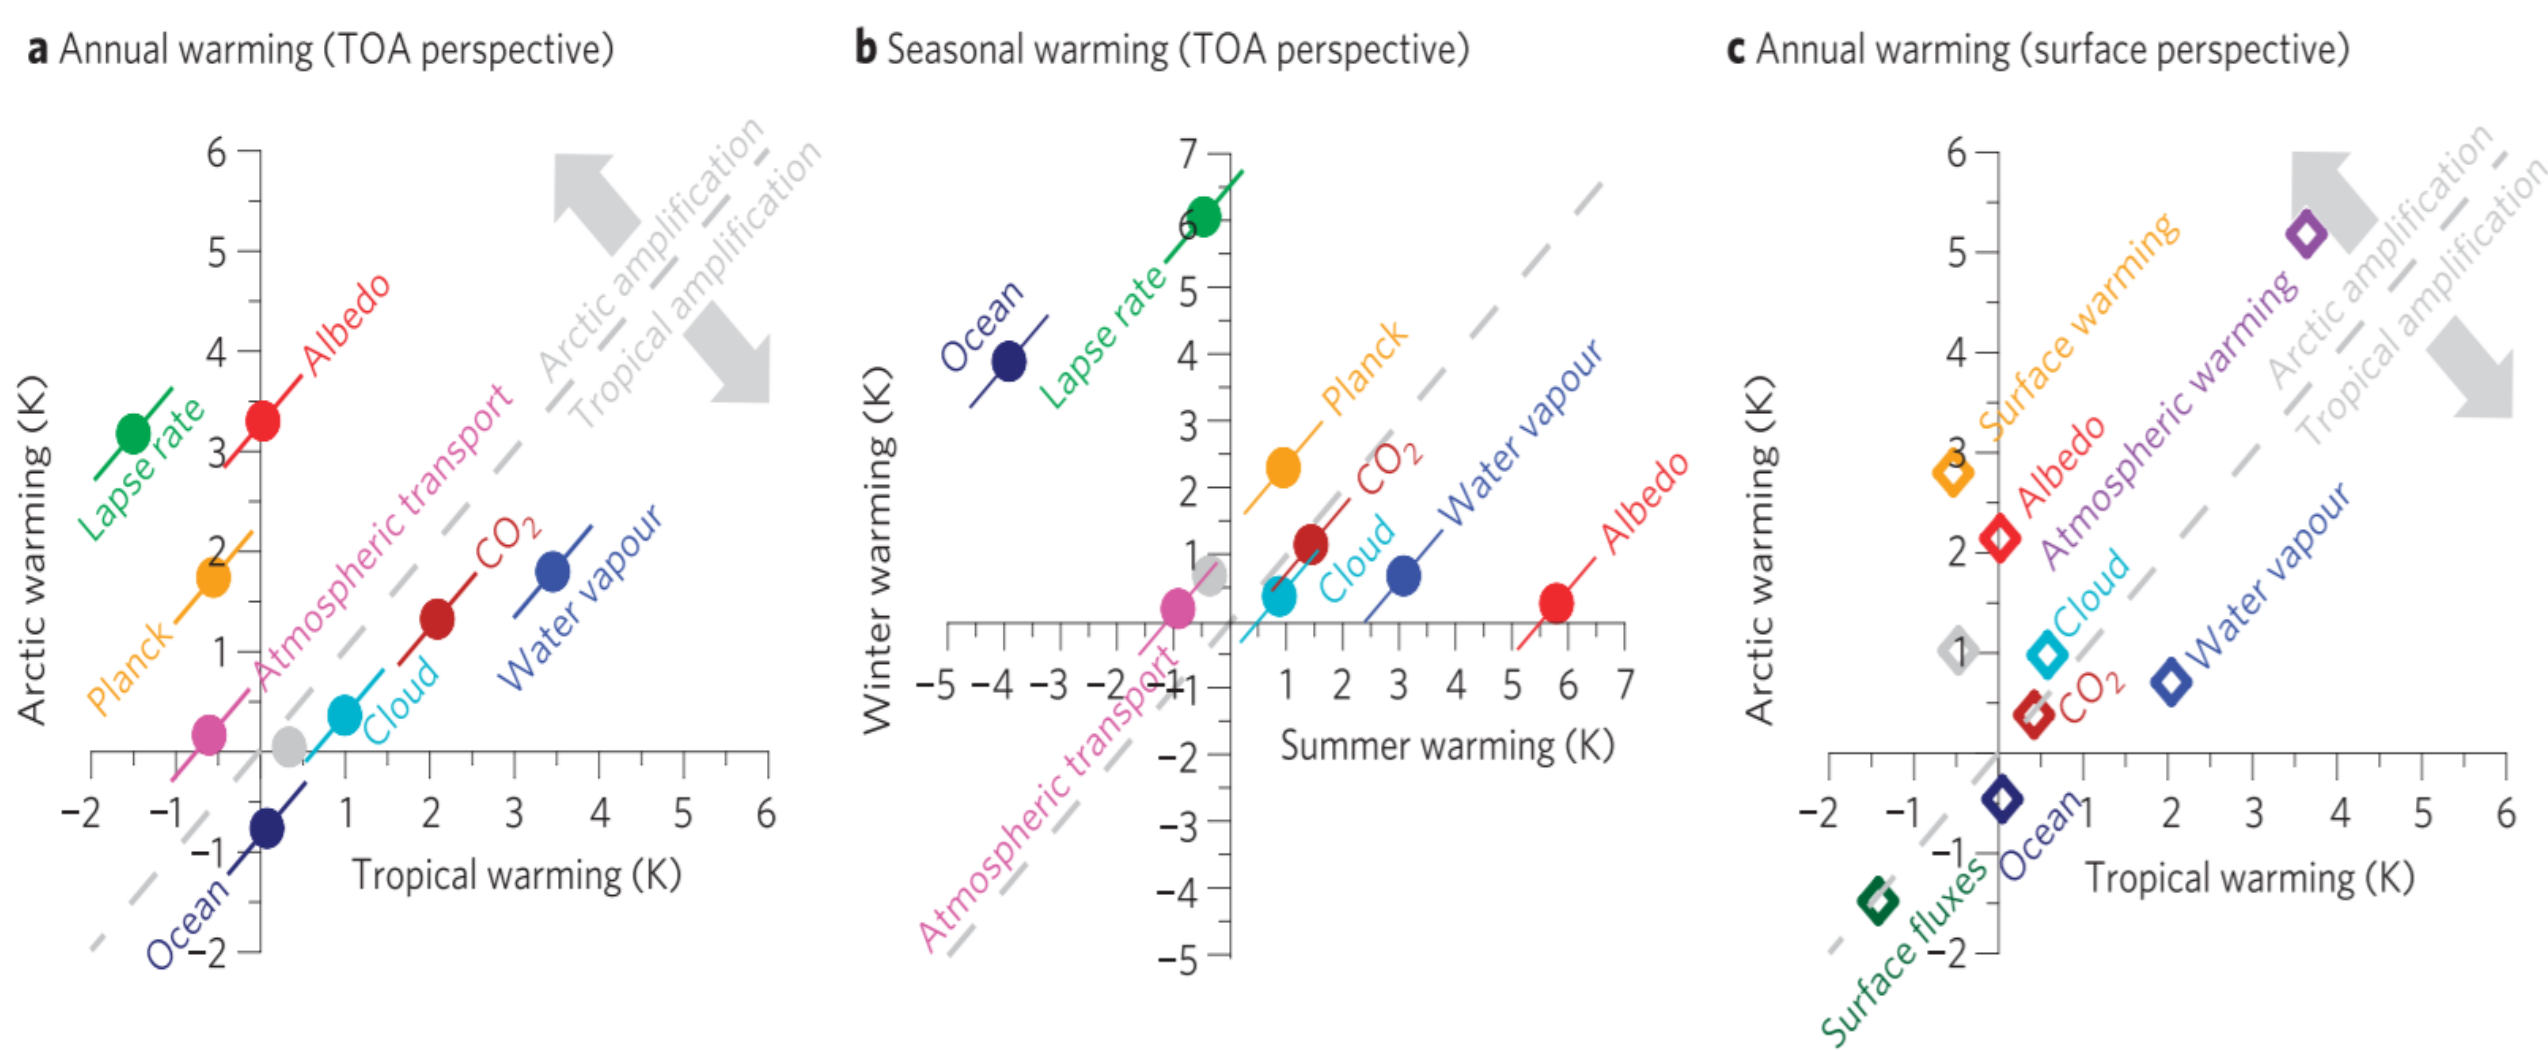 a Annual warming (TOA perspective)
Arctic warming (K)
6
5
4
3
2
1
−1
−2
−2 −1 1 2 3 4 5 6
Tropical warming (K)
Lapse rate
Albedo
Planck
Atmospheric transport
CO2
Water vapour
Cloud
Ocean
Arctic amplification
Tropical amplification
b Seasonal warming (TOA perspective)
Winter warming (K)
7
6
5
4
3
2
1
−1
−2
−3
−4
−5
−5 −4 −3 −2 −1 1 2 3 4 5 6 7
Summer warming (K)
Ocean
Lapse rate
Planck
CO2
Cloud
Water vapour
Albedo
Atmospheric transport
c Annual warming (surface perspective)
Arctic warming (K)
6
5
4
3
2
1
−1
−2
−2 −1 1 2 3 4 5 6
Tropical warming (K)
Surface warming
Albedo
Atmospheric warming
Cloud
CO2
Water vapour
Ocean
Surface fluxes
Arctic amplification
Tropical amplification